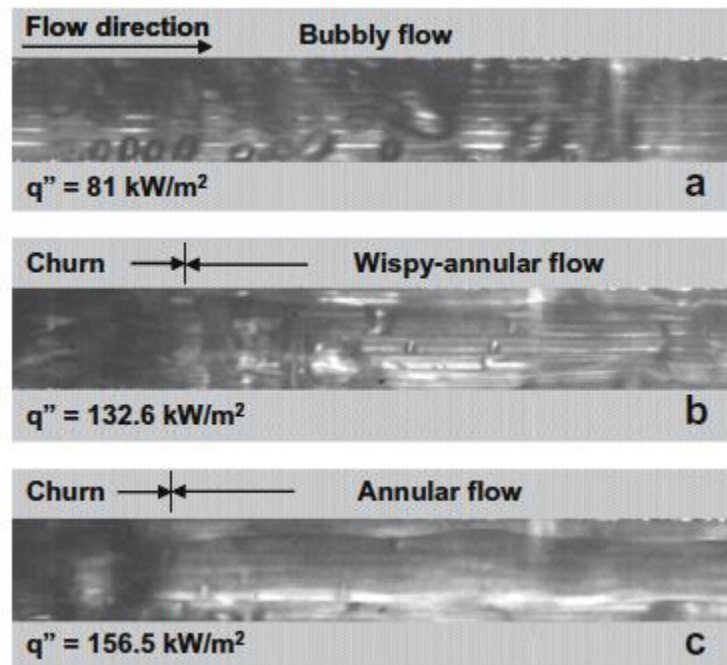 Flow direction Bubbly flow
q” = 81 kW/m² a
Churn Wispy-annular flow
q” = 132.6 kW/m² b
Churn Annular flow
q” = 156.5 kW/m² c